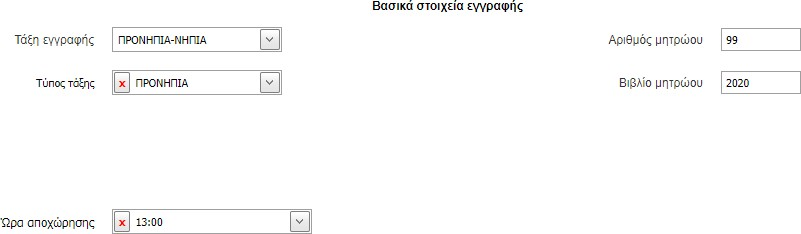 Βασικά στοιχεία εγγραφής
Τάξη εγγραφής ΠΡΟΝΗΠΙΑ-ΝΗΠΙΑ Αριθμός μητρώου 99
Τύπος τάξης x ΠΡΟΝΗΠΙΑ Βιβλίο μητρώου 2020
Ώρα αποχώρησης x 13:00